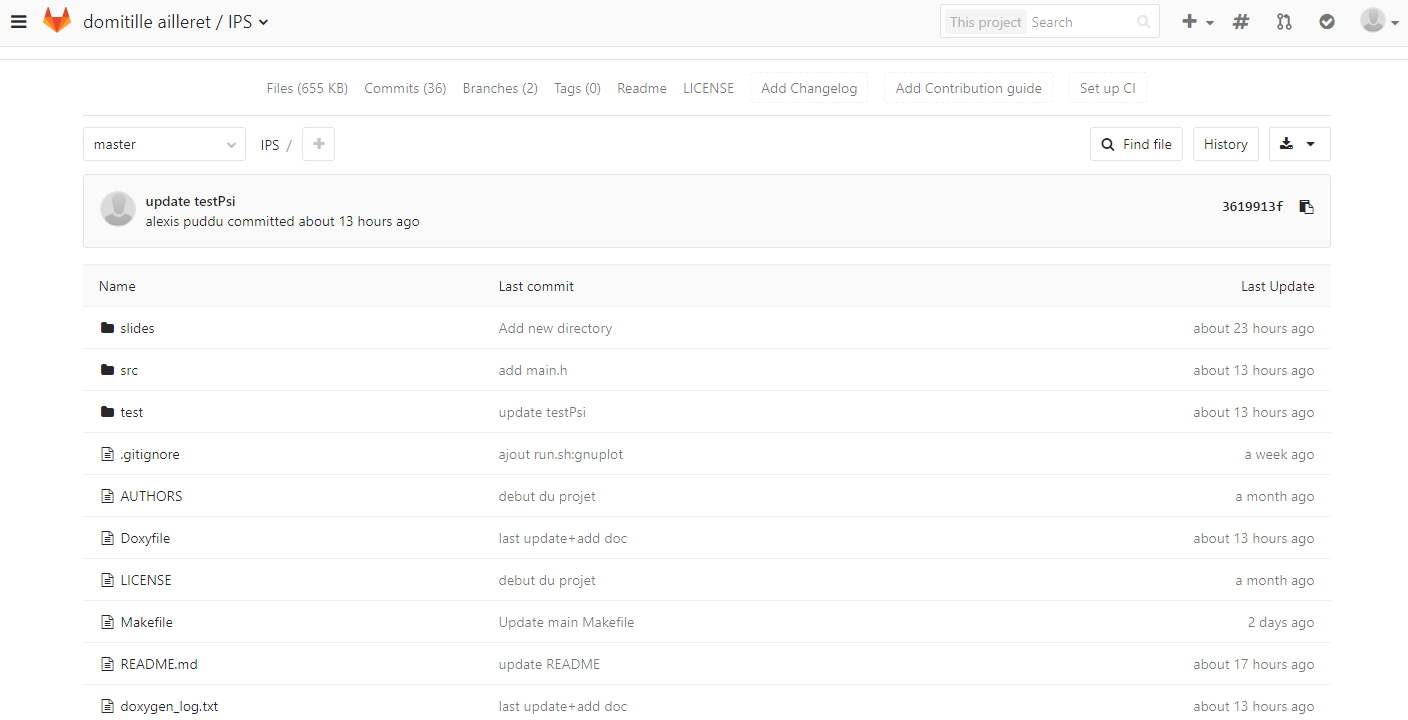 domitille ailleret / IPS
This project Search
Files (655 KB) Commits (36) Branches (2) Tags (0) Readme LICENSE Add Changelog Add Contribution guide Set up CI
master IPS / Find file History
update testPsi
alexis puddu committed about 13 hours ago
3619913f
Name Last commit Last Update
slides Add new directory about 23 hours ago
src add main.h about 13 hours ago
test update testPsi about 13 hours ago
.gitignore ajout run.sh:gnuplot a week ago
AUTHORS debut du projet a month ago
Doxyfile last update+add doc about 13 hours ago
LICENSE debut du projet a month ago
Makefile Update main Makefile 2 days ago
README.md update README about 17 hours ago
doxygen_log.txt last update+add doc about 13 hours ago